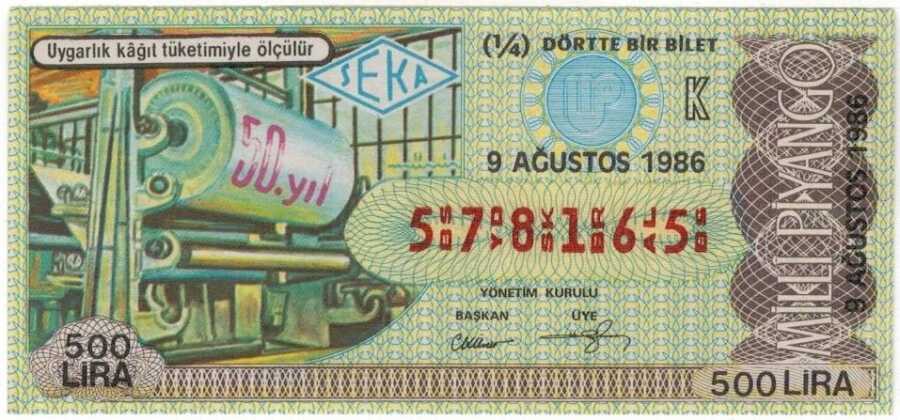 Uygarlık kâğıt tüketimiyle ölçülür
SEKA
50.yıl
(¼) DÖRTTE BİR BİLET
K
9 AĞUSTOS 1986
578165
YÖNETİM KURULU
BAŞKAN ÜYE
MİLLİ PİYANGO
9 AĞUSTOS 1986
500
LİRA
500 LİRA